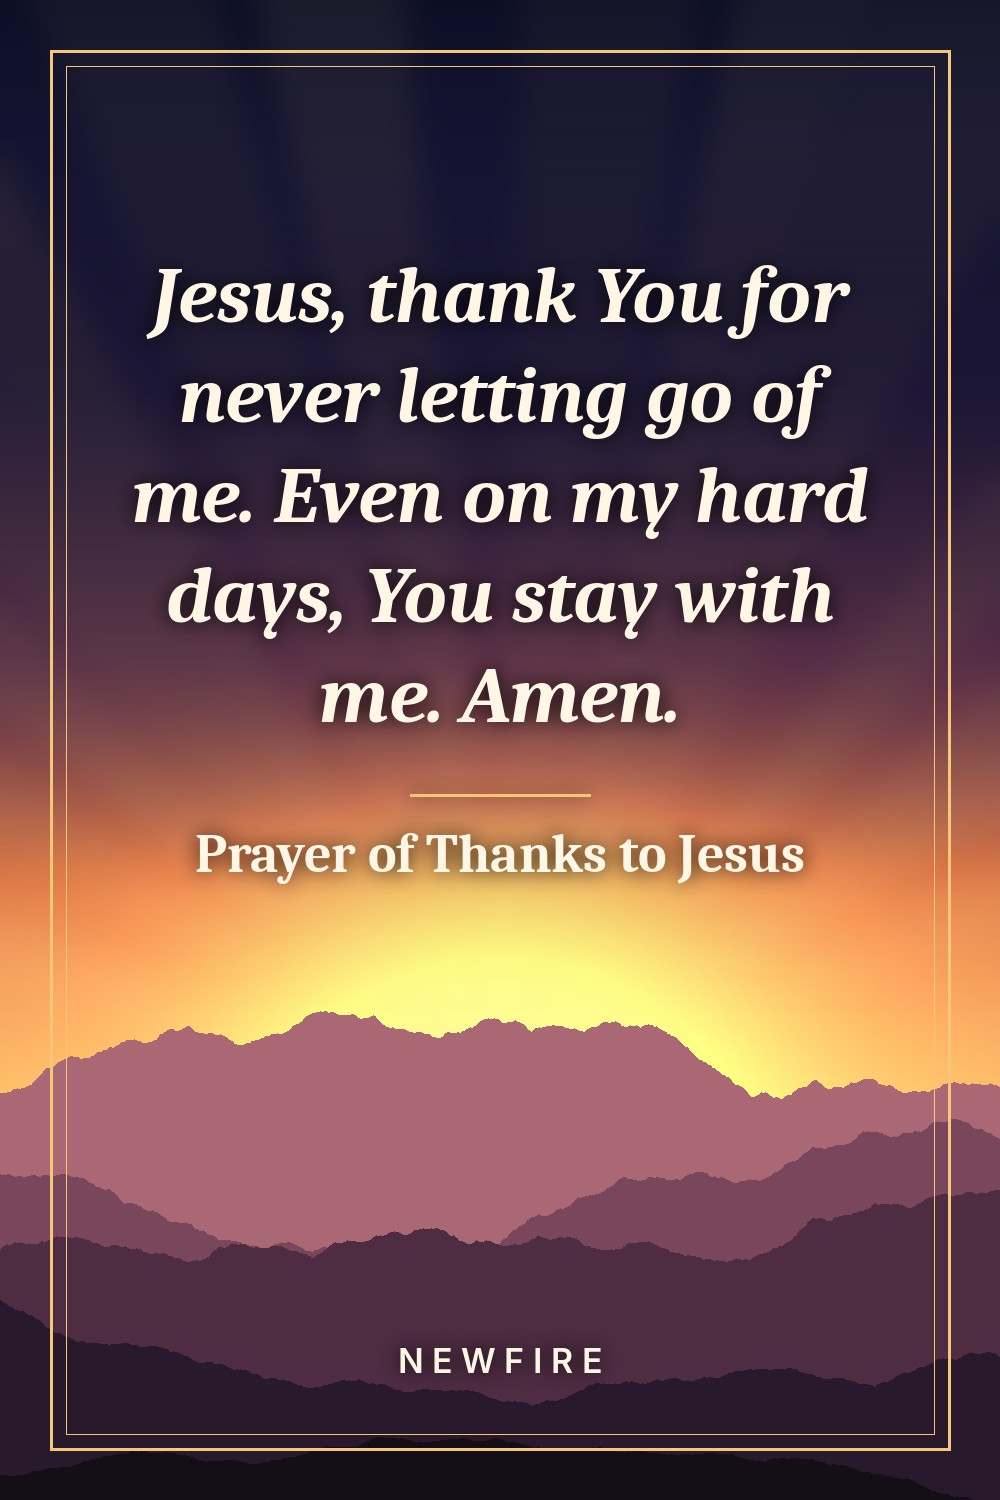 Jesus, thank You for
never letting go of
me. Even on my hard
days, You stay with
me. Amen.
Prayer of Thanks to Jesus
NEWFIRE